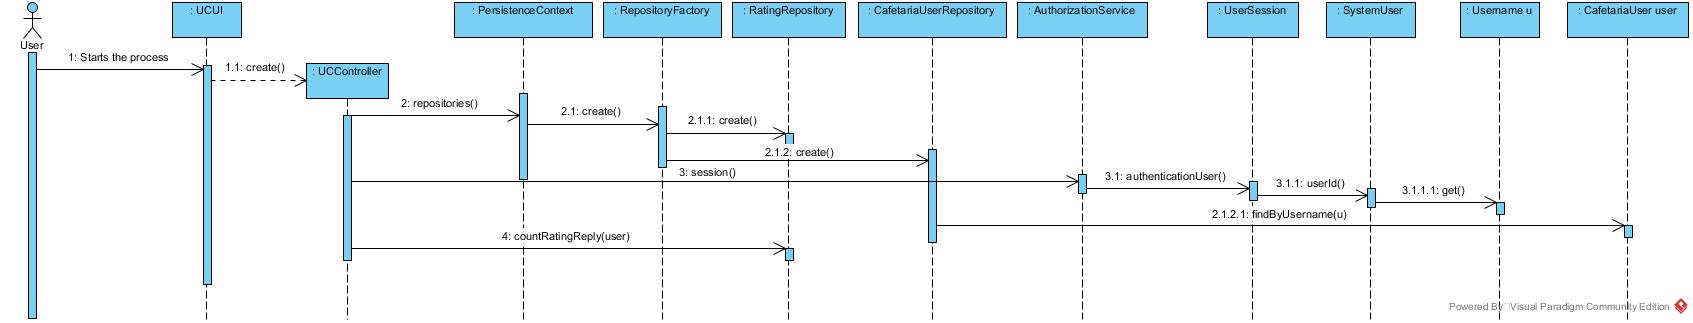 : UCUI
: PersistenceContext
: RepositoryFactory
: RatingRepository
: CafetariaUserRepository
: AuthorizationService
: UserSession
: SystemUser
: Username u
: CafetariaUser user
User
1: Starts the process
1.1: create()
: UCController
2: repositories()
2.1: create()
2.1.1: create()
2.1.2: create()
3: session()
3.1: authenticationUser()
3.1.1: userId()
3.1.1.1: get()
2.1.2.1: findByUsername(u)
4: countRatingReply(user)
Powered By Visual Paradigm Community Edition